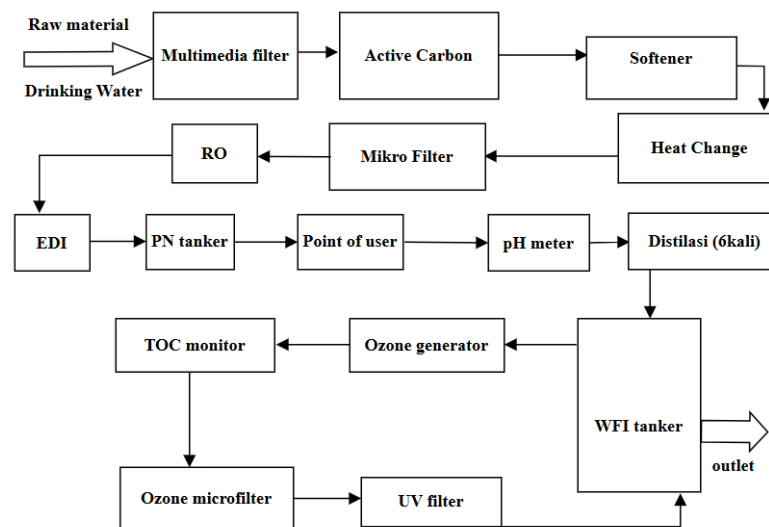 Raw material
Drinking Water
Multimedia filter
Active Carbon
Softener
Heat Change
Mikro Filter
RO
EDI
PN tanker
Point of user
pH meter
Distilasi (6kali)
WFI tanker
outlet
Ozone generator
TOC monitor
Ozone microfilter
UV filter